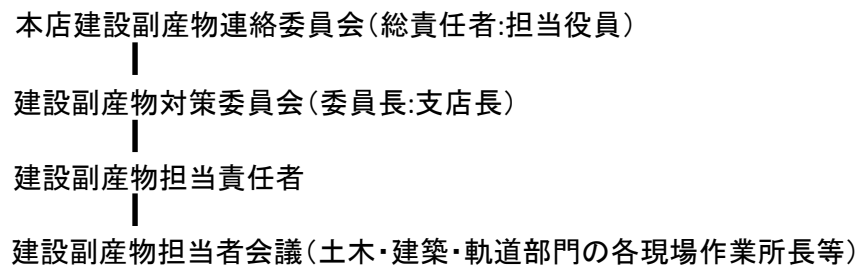 本店建設副産物連絡委員会（総責任者:担当役員）
建設副産物対策委員会（委員長:支店長）
建設副産物担当責任者
建設副産物担当者会議（土木・建築・軌道部門の各現場作業所長等）